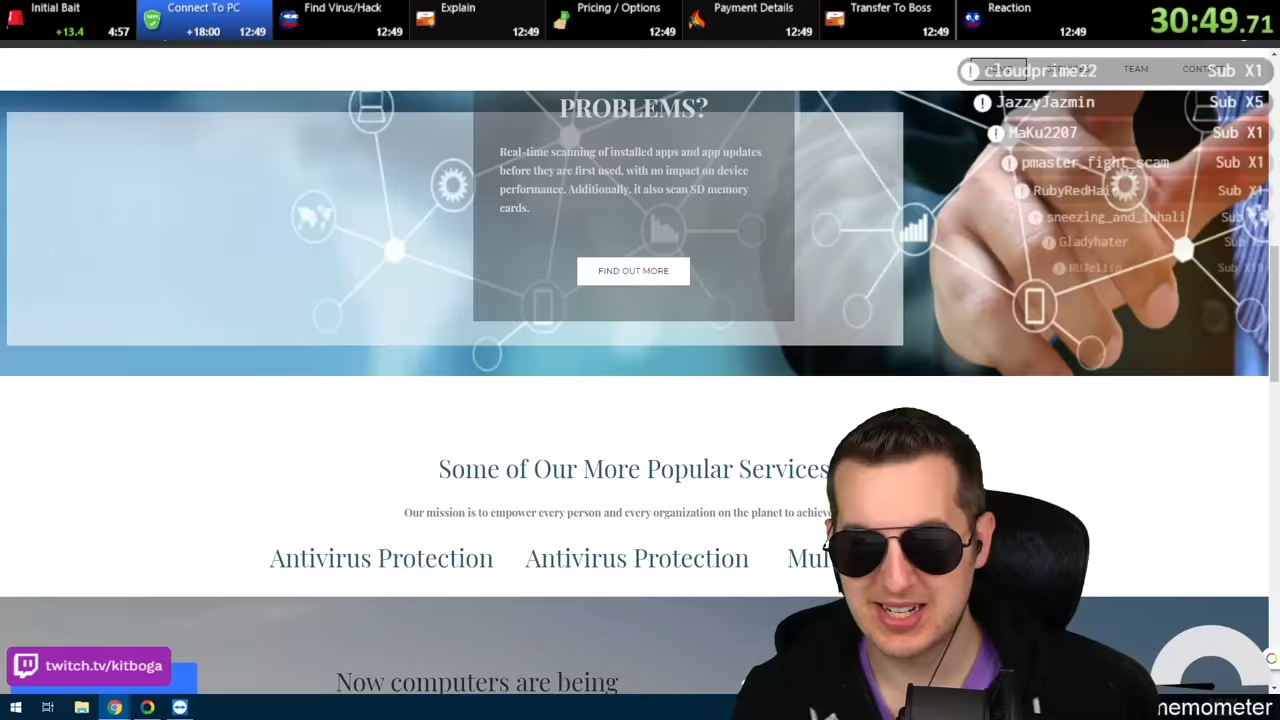 Initial Bait
+13.4 4:57
Connect To PC
+18:00 12:49
Find Virus/Hack
12:49
Explain
12:49
Pricing / Options
12:49
Payment Details
12:49
Transfer To Boss
12:49
Reaction
12:49
30:49.71
TEAM
cloudprime22 Sub X1
JazzyJazmin Sub X5
MaKu2207 Sub X1
pmaster_fight_scam Sub X1
Sub X1
Gladyhater
PROBLEMS?
Real-time scanning of installed apps and app updates
before they are first used, with no impact on device
performance. Additionally, it also scan SD memory
cards.
FIND OUT MORE
Some of Our More Popular Services
Our mission is to empower every person and every organization on the planet to achieve
Antivirus Protection Antivirus Protection Mul
twitch.tv/kitboga
Now computers are being
nemometer